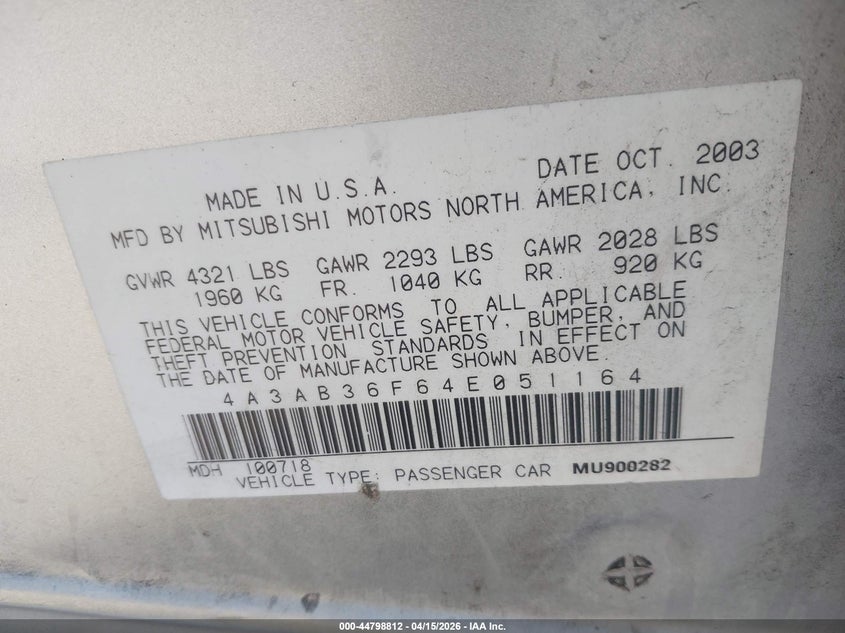 DATE OCT. 2003
MADE IN U.S.A.
MFD BY MITSUBISHI MOTORS NORTH AMERICA, INC.
GVWR 4321 LBS GAWR 2293 LBS GAWR 2028 LBS
1960 KG FR. 1040 KG RR. 920 KG
THIS VEHICLE CONFORMS TO ALL APPLICABLE
FEDERAL MOTOR VEHICLE SAFETY, BUMPER, AND
THEFT PREVENTION STANDARDS IN EFFECT ON
THE DATE OF MANUFACTURE SHOWN ABOVE.
4A3AB36F64E051164
MDH 100718
VEHICLE TYPE: PASSENGER CAR MU900282
000-44798812 - 04/15/2026 - IAA Inc.